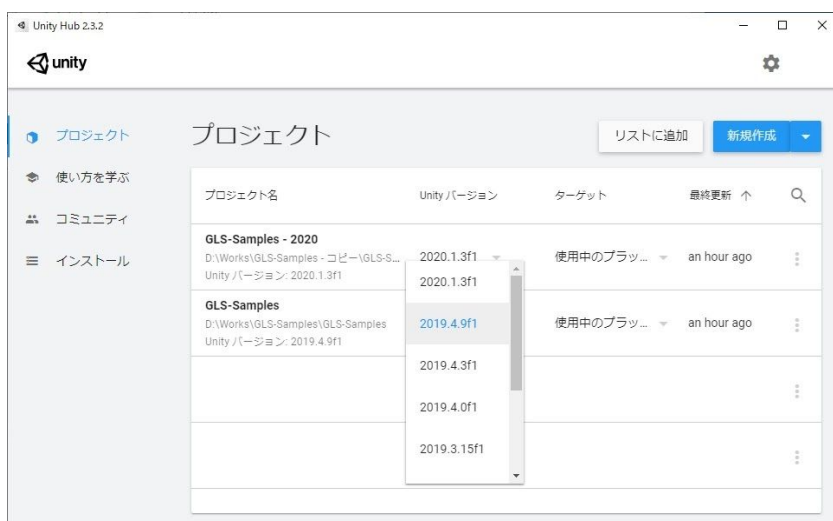 Unity Hub 2.3.2
unity
プロジェクト
使い方を学ぶ
コミュニティ
インストール
プロジェクト
リストに追加
新規作成
プロジェクト名
Unity バージョン
ターゲット
最終更新
GLS-Samples - 2020
D:\Works\GLS-Samples - コピー\GLS-S...
Unity バージョン: 2020.1.3f1
2020.1.3f1
使用中のプラッ...
an hour ago
GLS-Samples
D:\Works\GLS-Samples\GLS-Samples
Unity バージョン: 2019.4.9f1
使用中のプラッ...
an hour ago
2020.1.3f1
2019.4.9f1
2019.4.3f1
2019.4.0f1
2019.3.15f1